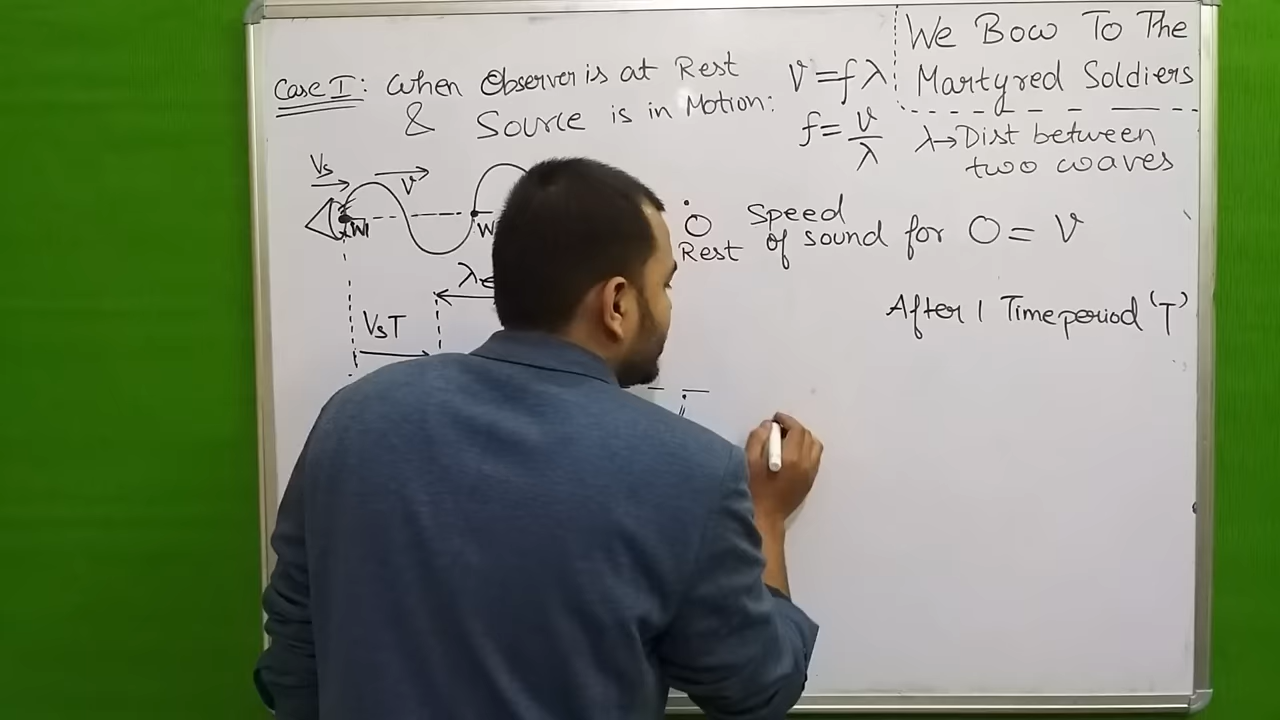 We Bow To The
Martyred Soldiers
Case I: When Observer is at Rest
& Source is in Motion:
V = fλ
f = V/λ
λ→Dist between
two waves
Vs
V
W1
W
O
Rest
Speed
of sound for O = V
λ
After 1 Timeperiod 'T'
VsT